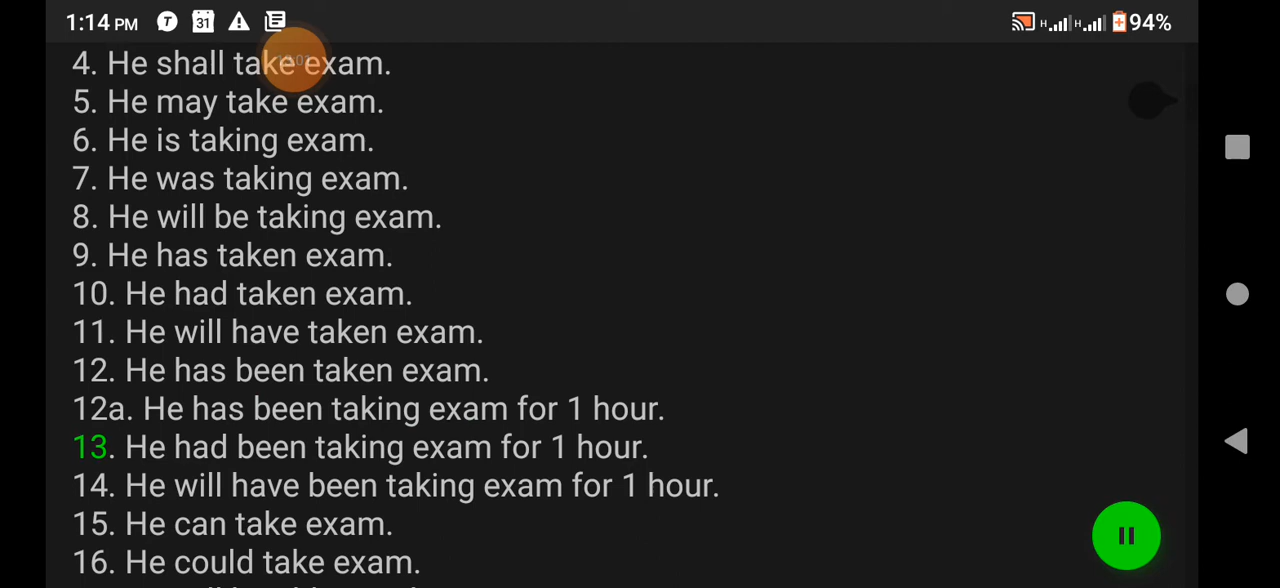 1:14 PM 31 94%
4. He shall take exam.
5. He may take exam.
6. He is taking exam.
7. He was taking exam.
8. He will be taking exam.
9. He has taken exam.
10. He had taken exam.
11. He will have taken exam.
12. He has been taken exam.
12a. He has been taking exam for 1 hour.
13. He had been taking exam for 1 hour.
14. He will have been taking exam for 1 hour.
15. He can take exam.
16. He could take exam.